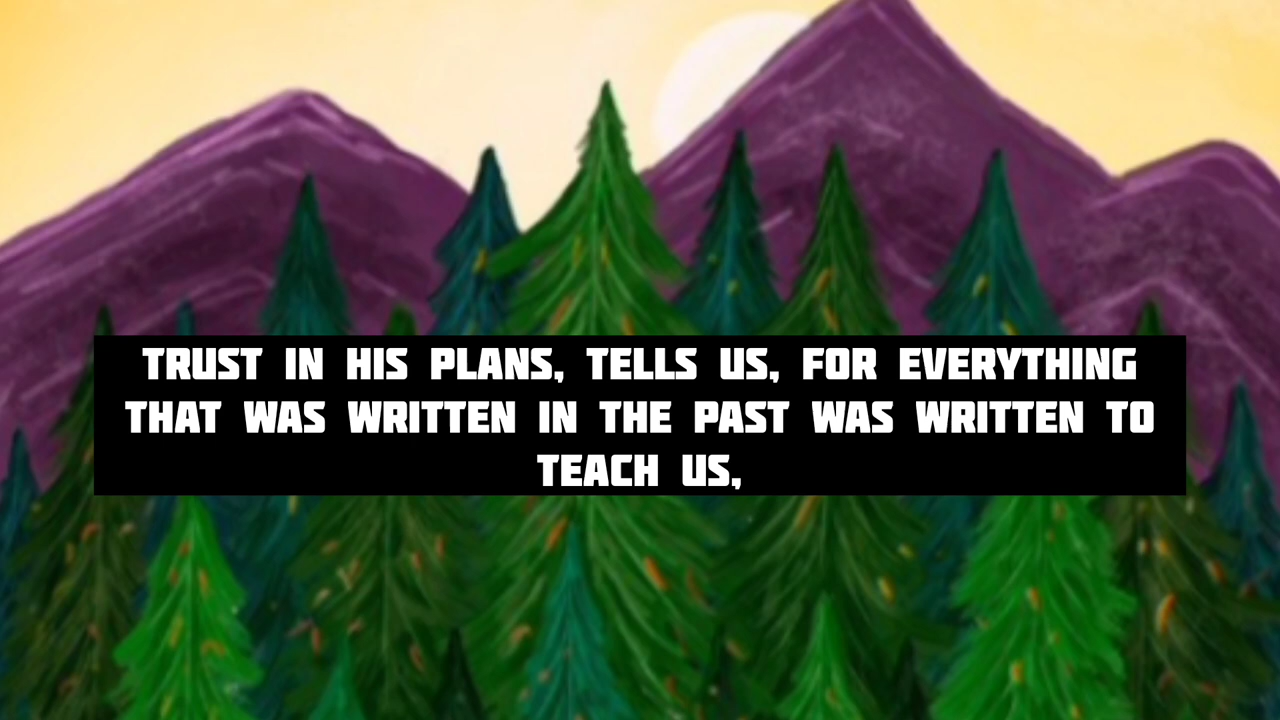 TRUST IN HIS PLANS, TELLS US, FOR EVERYTHING
THAT WAS WRITTEN IN THE PAST WAS WRITTEN TO
TEACH US,